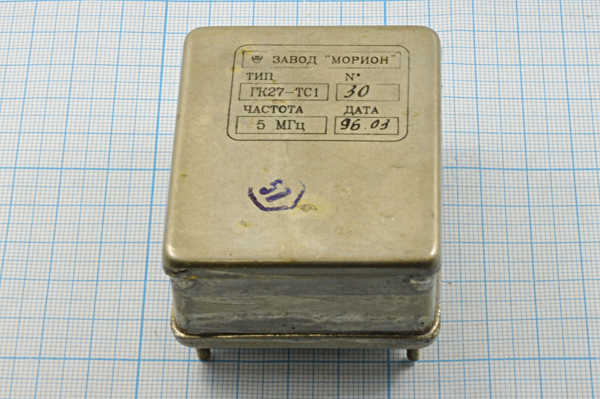 ЗАВОД "МОРИОН"
ТИП N°
ГК27-ТС1 30
ЧАСТОТА ДАТА
5 МГц 96.03